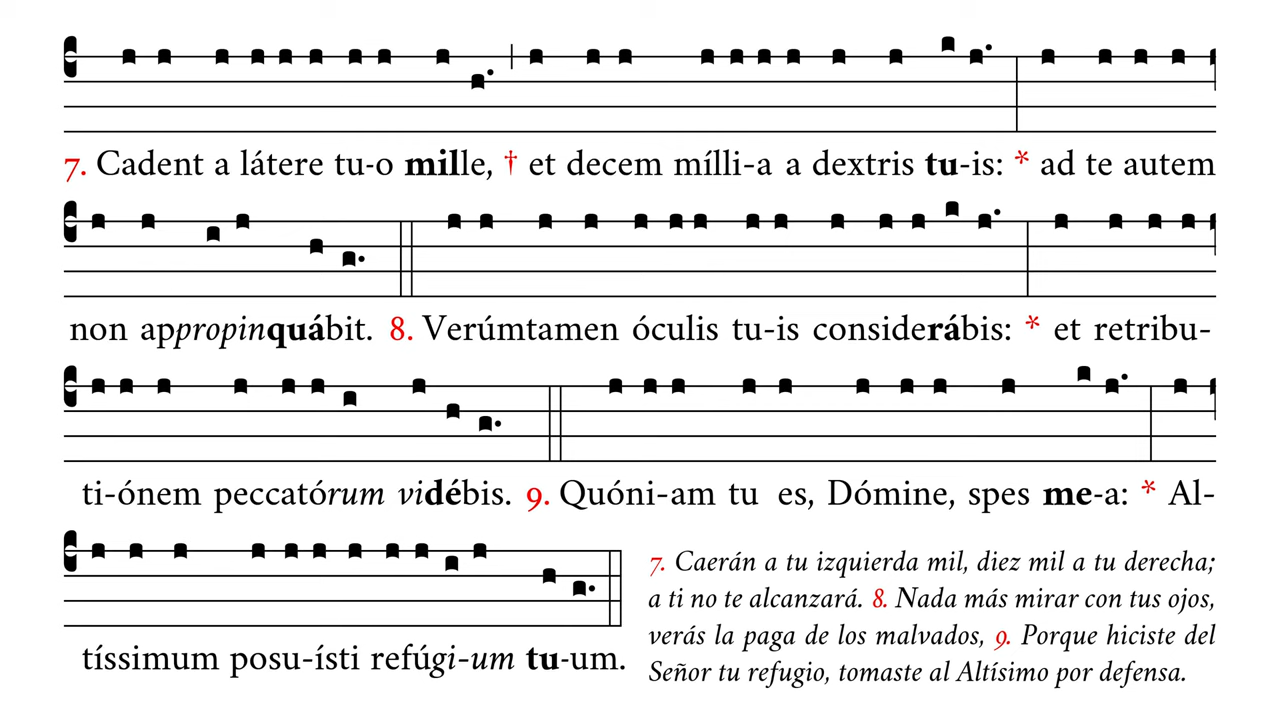 7. Cadent a látere tu-o mille, † et decem mílli-a a dextris tu-is: * ad te autem
non appropinquábit. 8. Verúmtamen óculis tu-is considerábis: * et retribu-
ti-ónem peccatórum vidébis. 9. Quóni-am tu es, Dómine, spes me-a: * Al-
tíssimum posu-ísti refúgi-um tu-um.
7. Caerán a tu izquierda mil, diez mil a tu derecha;
a ti no te alcanzará. 8. Nada más mirar con tus ojos,
verás la paga de los malvados, 9. Porque hiciste del
Señor tu refugio, tomaste al Altísimo por defensa.